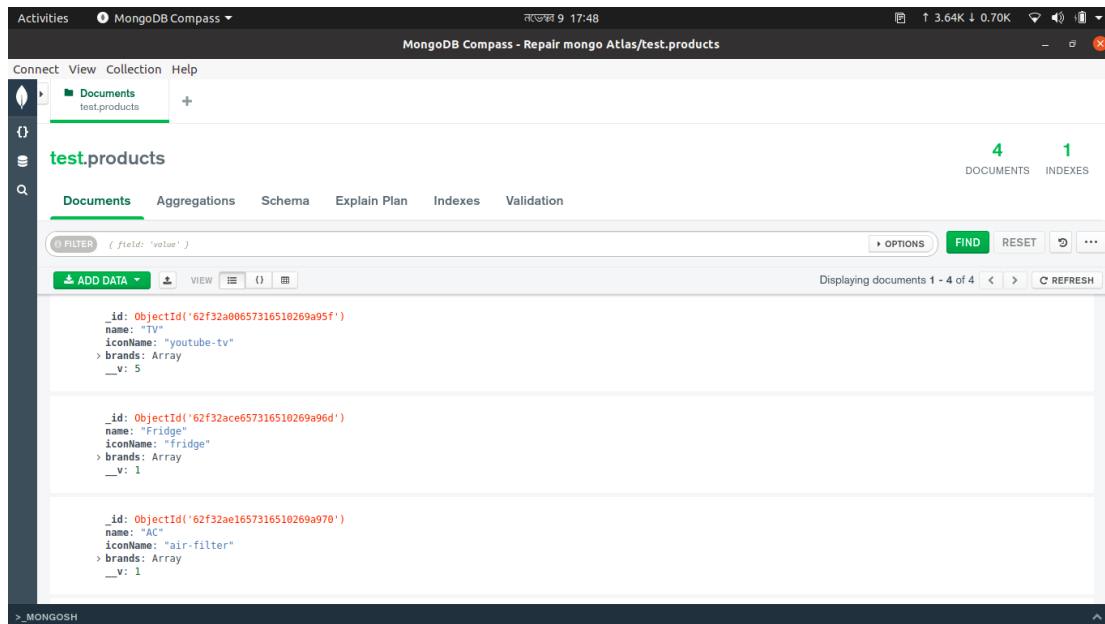 Activities MongoDB Compass নভেম্বর 9 17:48 ↑ 3.64K ↓ 0.70K
MongoDB Compass - Repair mongo Atlas/test.products
Connect View Collection Help
Documents
test.products
+
{}
test.products
4
DOCUMENTS
1
INDEXES
Documents Aggregations Schema Explain Plan Indexes Validation
FILTER { field: 'value' } OPTIONS FIND RESET ...
ADD DATA VIEW {} Displaying documents 1 - 4 of 4 < > REFRESH
_id: ObjectId('62f32a00657316510269a95f')
name: "TV"
iconName: "youtube-tv"
> brands: Array
__v: 5
_id: ObjectId('62f32ace657316510269a96d')
name: "Fridge"
iconName: "fridge"
> brands: Array
__v: 1
_id: ObjectId('62f32ae1657316510269a970')
name: "AC"
iconName: "air-filter"
> brands: Array
__v: 1
>_MONGOSH